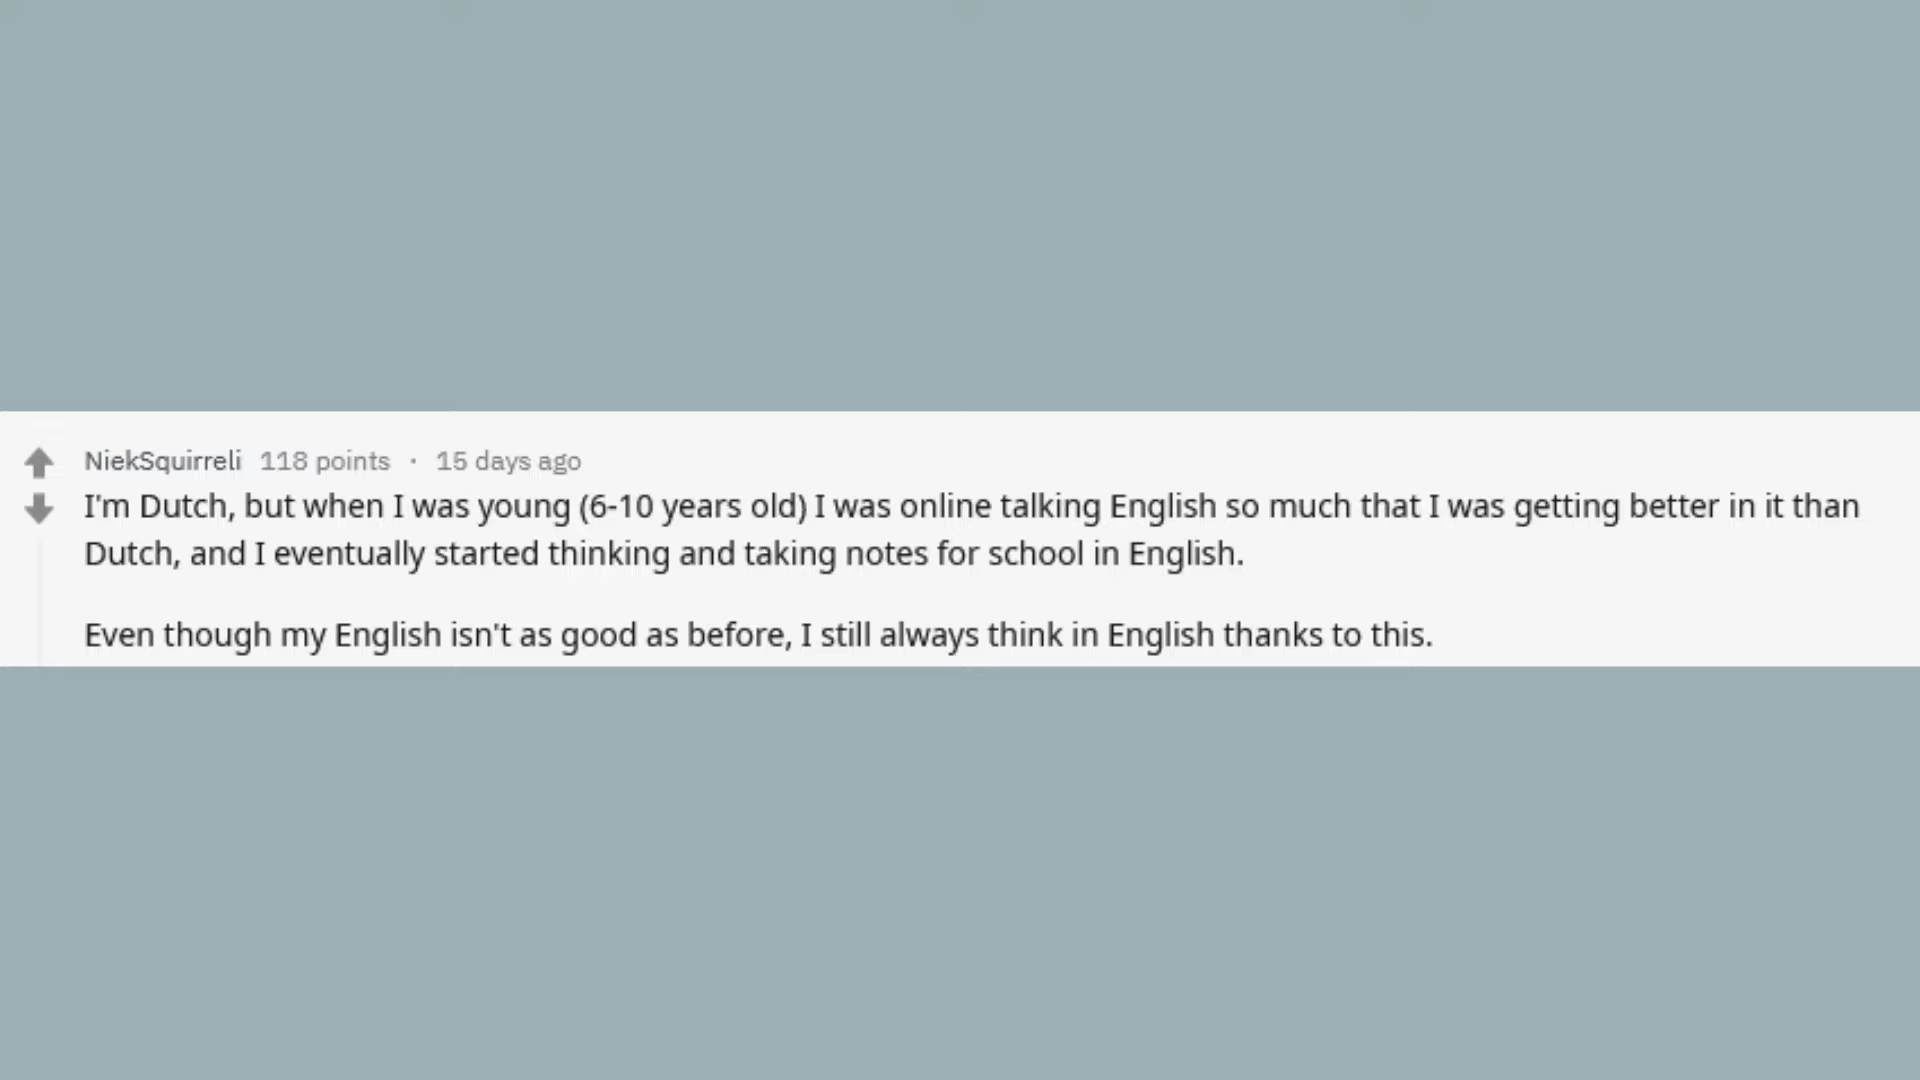 NiekSquirreli 118 points · 15 days ago
I'm Dutch, but when I was young (6-10 years old) I was online talking English so much that I was getting better in it than
Dutch, and I eventually started thinking and taking notes for school in English.
Even though my English isn't as good as before, I still always think in English thanks to this.